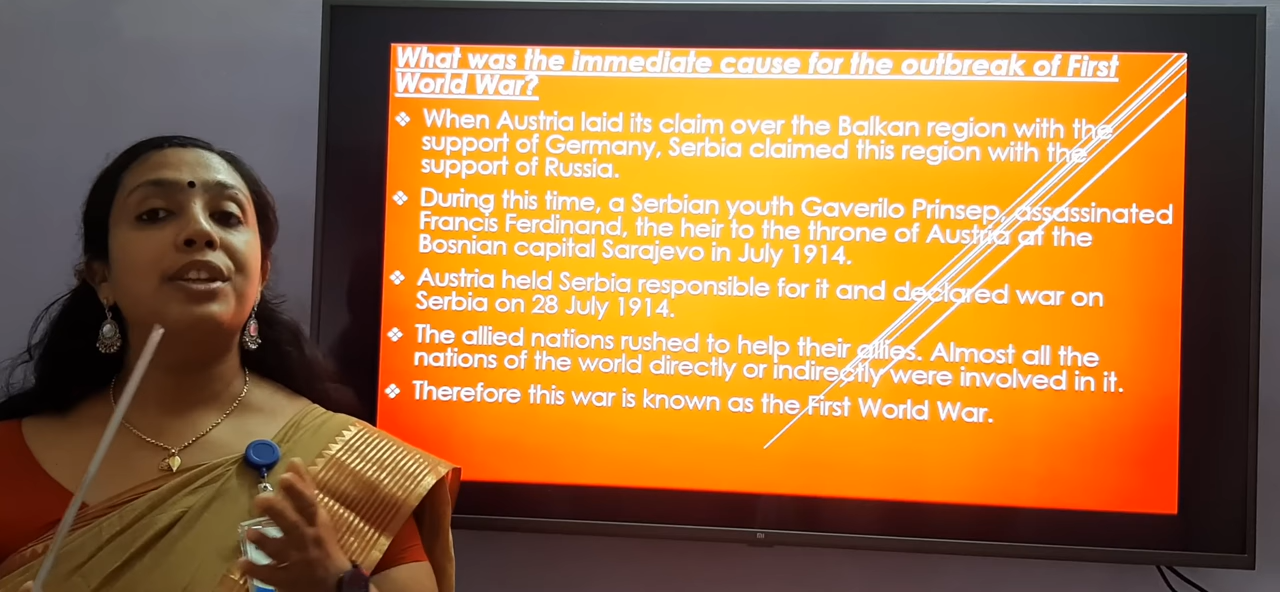 What was the immediate cause for the outbreak of First
World War?
❖ When Austria laid its claim over the Balkan region with the
support of Germany, Serbia claimed this region with the
support of Russia.
❖ During this time, a Serbian youth Gaverilo Prinsep, assassinated
Francis Ferdinand, the heir to the throne of Austria at the
Bosnian capital Sarajevo in July 1914.
❖ Austria held Serbia responsible for it and declared war on
Serbia on 28 July 1914.
❖ The allied nations rushed to help their allies. Almost all the
nations of the world directly or indirectly were involved in it.
❖ Therefore this war is known as the First World War.